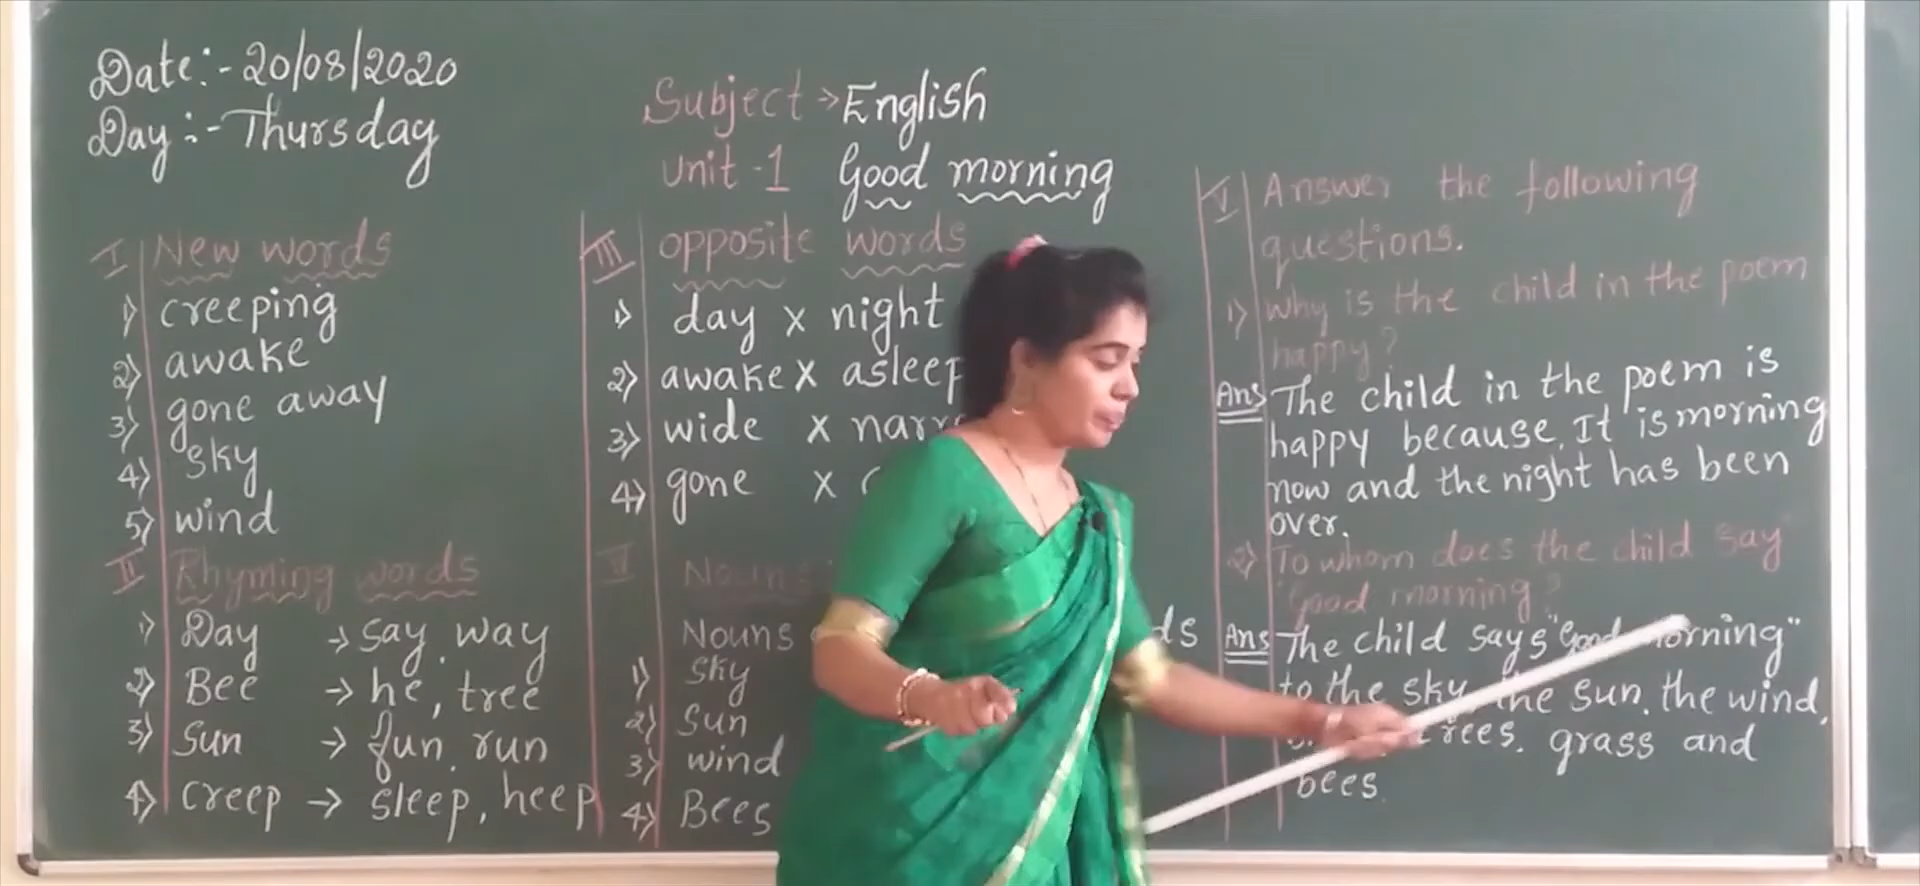 Date:- 20/08/2020
Day:- Thursday
Subject → English
unit-1 Good morning
I New words
1) creeping
2) awake
3) gone away
4) sky
5) wind
II Rhyming words
1) Day → say, way
2) Bee → he, tree
3) Sun → fun, run
4) creep → sleep, heep
III opposite words
1) day x night
2) awake x asleep
3) wide x
4) gone x
Nouns
Nouns
1) sky
2) Sun
3) wind
4) Bees
V Answer the following
questions.
1) Why is the child in the poem
happy?
Ans The child in the poem is
happy because, It is morning
now and the night has been
over.
2) To whom does the child say
"Good morning?
Ans The child says "Good morning"
to the sky, the sun, the wind,
trees, grass and
bees.